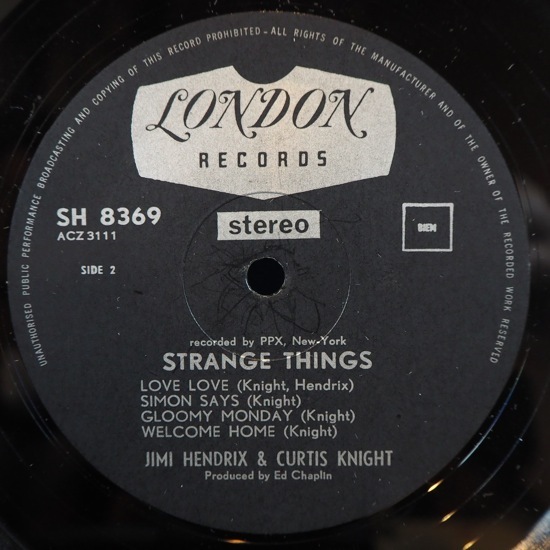 UNAUTHORISED PUBLIC PERFORMANCE BROADCASTING AND COPYING OF THIS RECORD PROHIBITED - ALL RIGHTS OF THE MANUFACTURER AND OF THE OWNER OF THE RECORDED WORK RESERVED
LONDON
RECORDS
SH 8369
ACZ 3111
stereo
BIEM
SIDE 2
recorded by PPX, New-York
STRANGE THINGS
LOVE LOVE (Knight, Hendrix)
SIMON SAYS (Knight)
GLOOMY MONDAY (Knight)
WELCOME HOME (Knight)
JIMI HENDRIX & CURTIS KNIGHT
Produced by Ed Chaplin